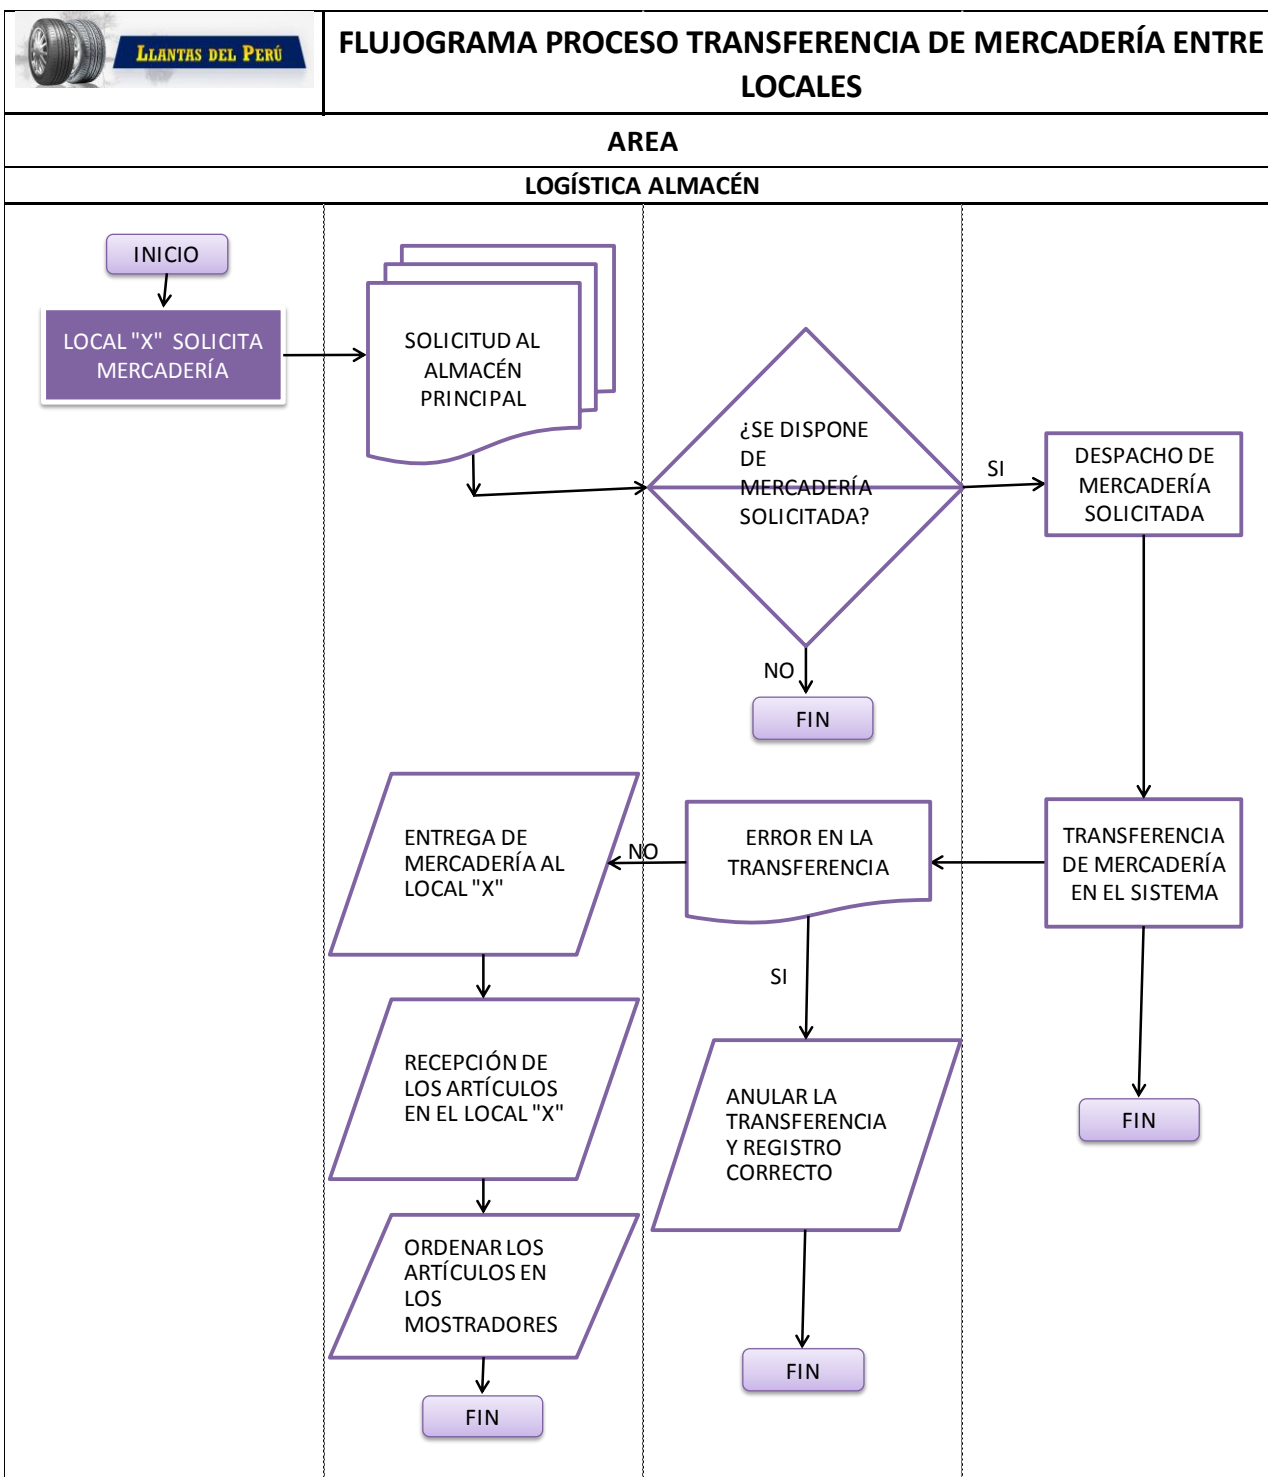 LLANTAS DEL PERÚ
FLUJOGRAMA PROCESO TRANSFERENCIA DE MERCADERÍA ENTRE
LOCALES
AREA
LOGÍSTICA ALMACÉN
INICIO
LOCAL "X" SOLICITA
MERCADERÍA
SOLICITUD AL
ALMACÉN
PRINCIPAL
¿SE DISPONE
DE
MERCADERÍA
SOLICITADA?
SI
DESPACHO DE
MERCADERÍA
SOLICITADA
NO
FIN
TRANSFERENCIA
DE MERCADERÍA
EN EL SISTEMA
ERROR EN LA
TRANSFERENCIA
NO
ENTREGA DE
MERCADERÍA AL
LOCAL "X"
SI
RECEPCIÓN DE
LOS ARTÍCULOS
EN EL LOCAL "X"
ANULAR LA
TRANSFERENCIA
Y REGISTRO
CORRECTO
FIN
ORDENAR LOS
ARTÍCULOS EN
LOS
MOSTRADORES
FIN
FIN